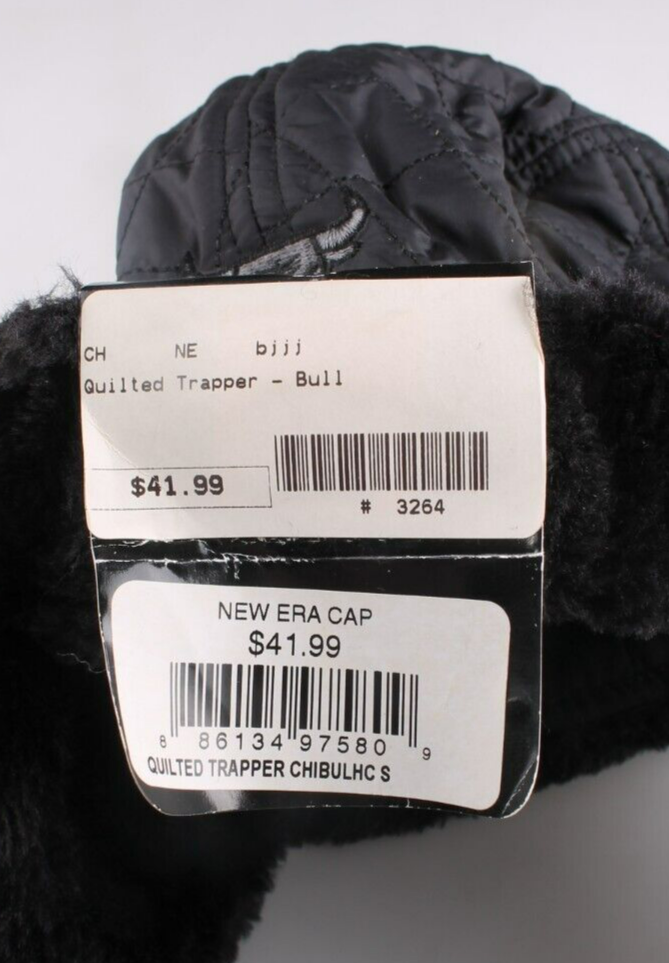 CH NE bjjj
Quilted Trapper - Bull
$41.99
# 3264
NEW ERA CAP
$41.99
8 86134 97580 9
QUILTED TRAPPER CHIBULHC S